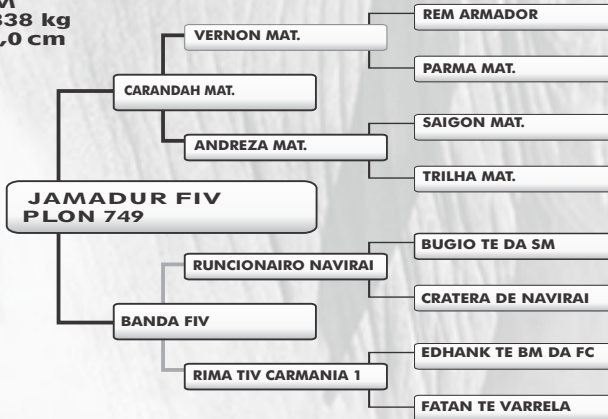 338 kg
,0 cm
REM ARMADOR
VERNON MAT.
PARMA MAT.
CARANDAH MAT.
SAIGON MAT.
ANDREZA MAT.
TRILHA MAT.
JAMADUR FIV
PLON 749
BUGIO TE DA SM
RUNCIONAIRO NAVIRAI
CRATERA DE NAVIRAI
BANDA FIV
EDHANK TE BM DA FC
RIMA TIV CARMANIA 1
FATAN TE VARRELA